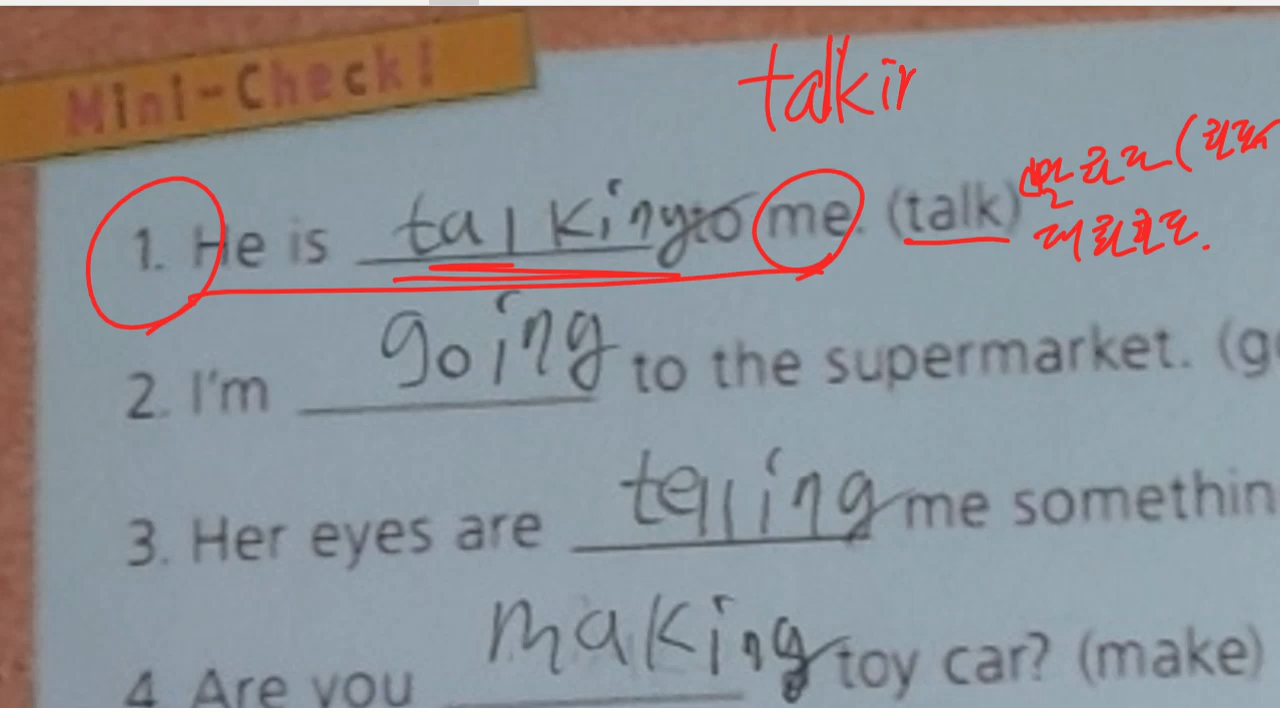 Mini-Check!
talkin
1. He is talking to me. (talk)
2. I'm going to the supermarket. (g
3. Her eyes are telling me somethin
4. Are you making toy car? (make)